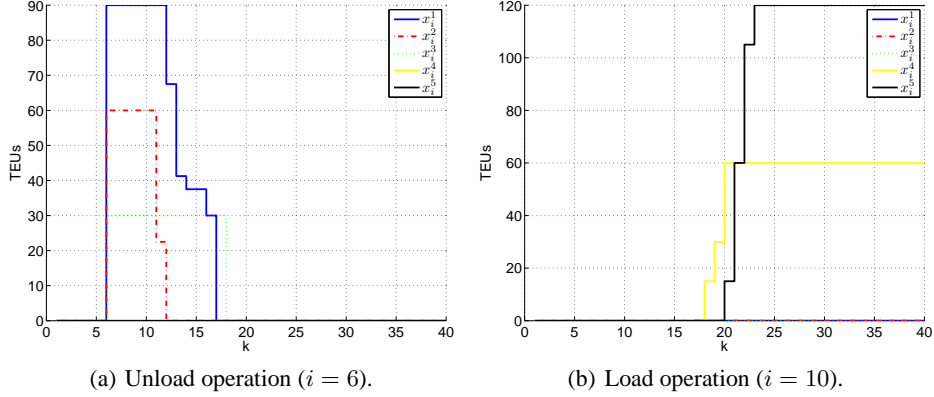 90
80
70
60
50
40
30
20
10
0
TEUs
0 5 10 15 20 25 30 35 40
k
x_i^1
x_i^2
x_i^3
x_i^4
x_i^5
(a) Unload operation (i = 6).
120
100
80
60
40
20
0
TEUs
0 5 10 15 20 25 30 35 40
k
x_i^1
x_i^2
x_i^3
x_i^4
x_i^5
(b) Load operation (i = 10).